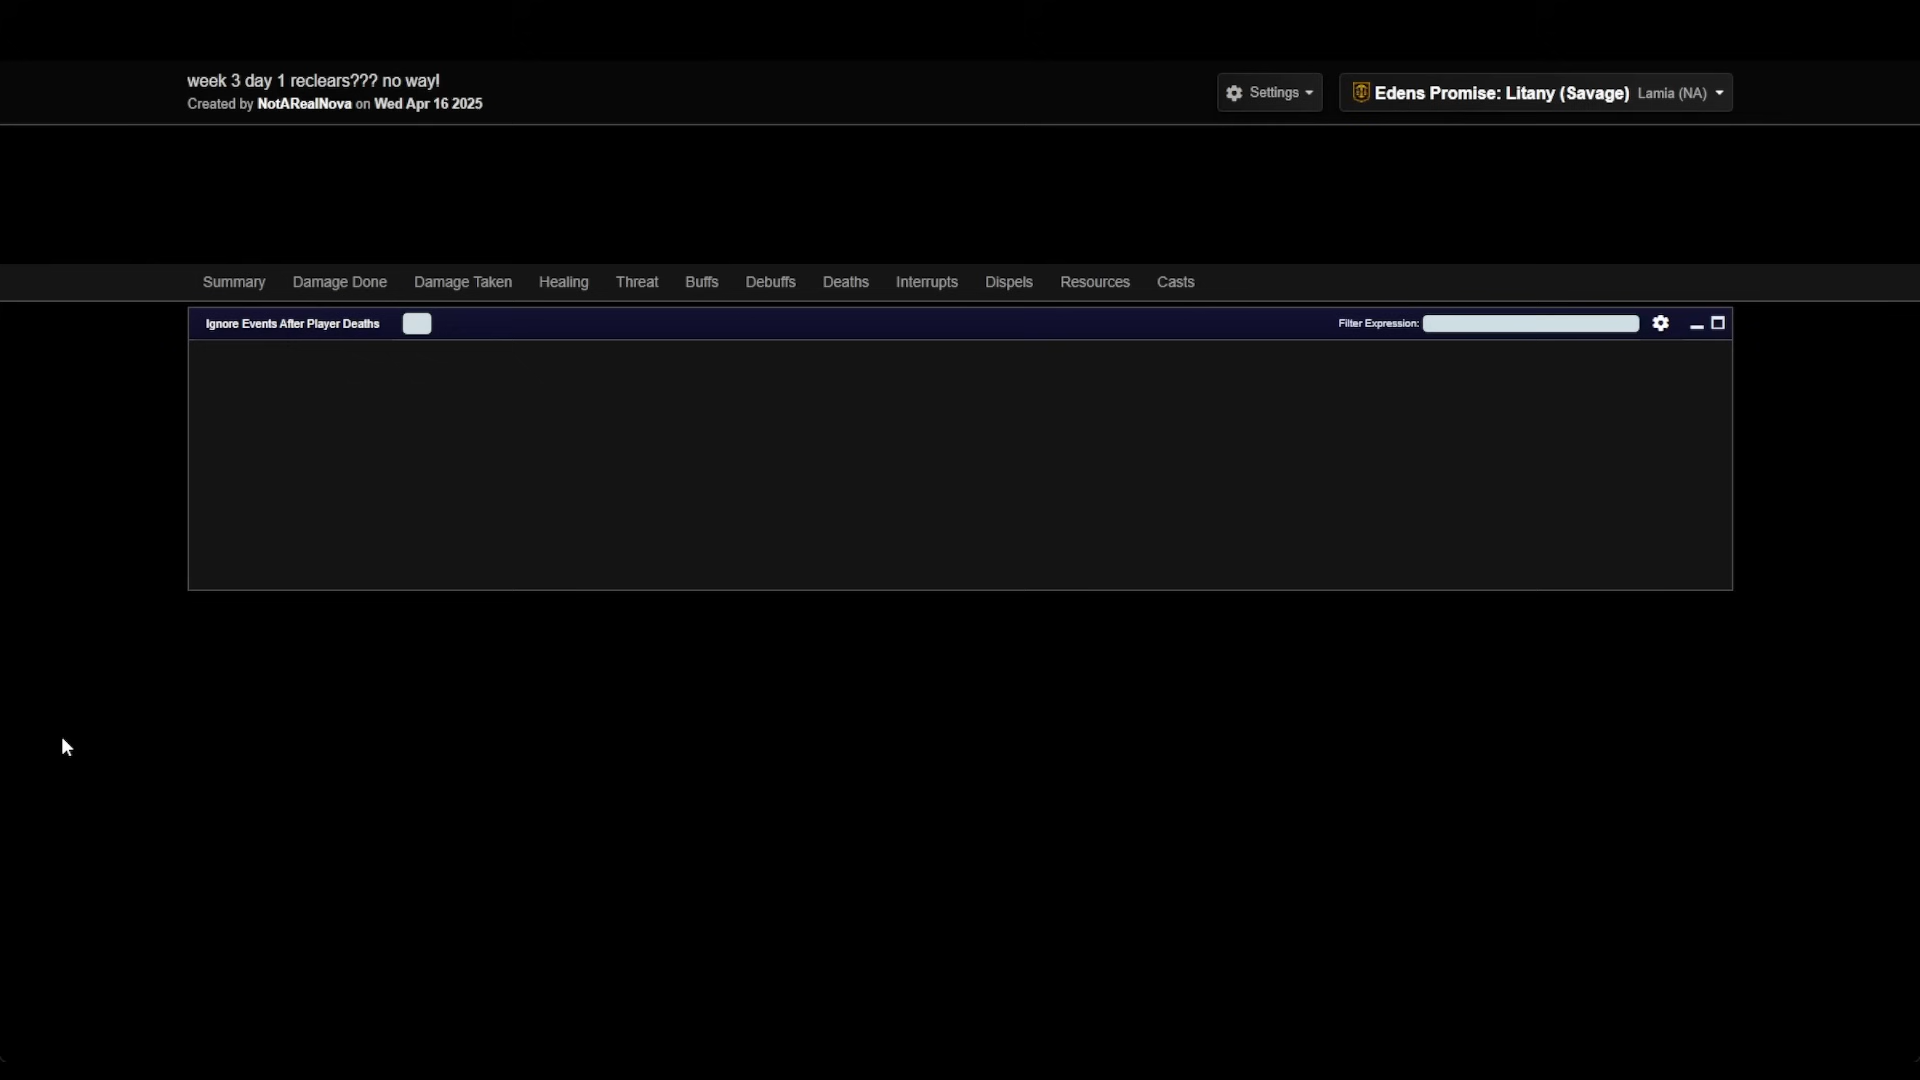 week 3 day 1 reclears??? no way!
Created by NotARealNova on Wed Apr 16 2025
Settings
Edens Promise: Litany (Savage) Lamia (NA)
Summary Damage Done Damage Taken Healing Threat Buffs Debuffs Deaths Interrupts Dispels Resources Casts
Ignore Events After Player Deaths
Filter Expression: